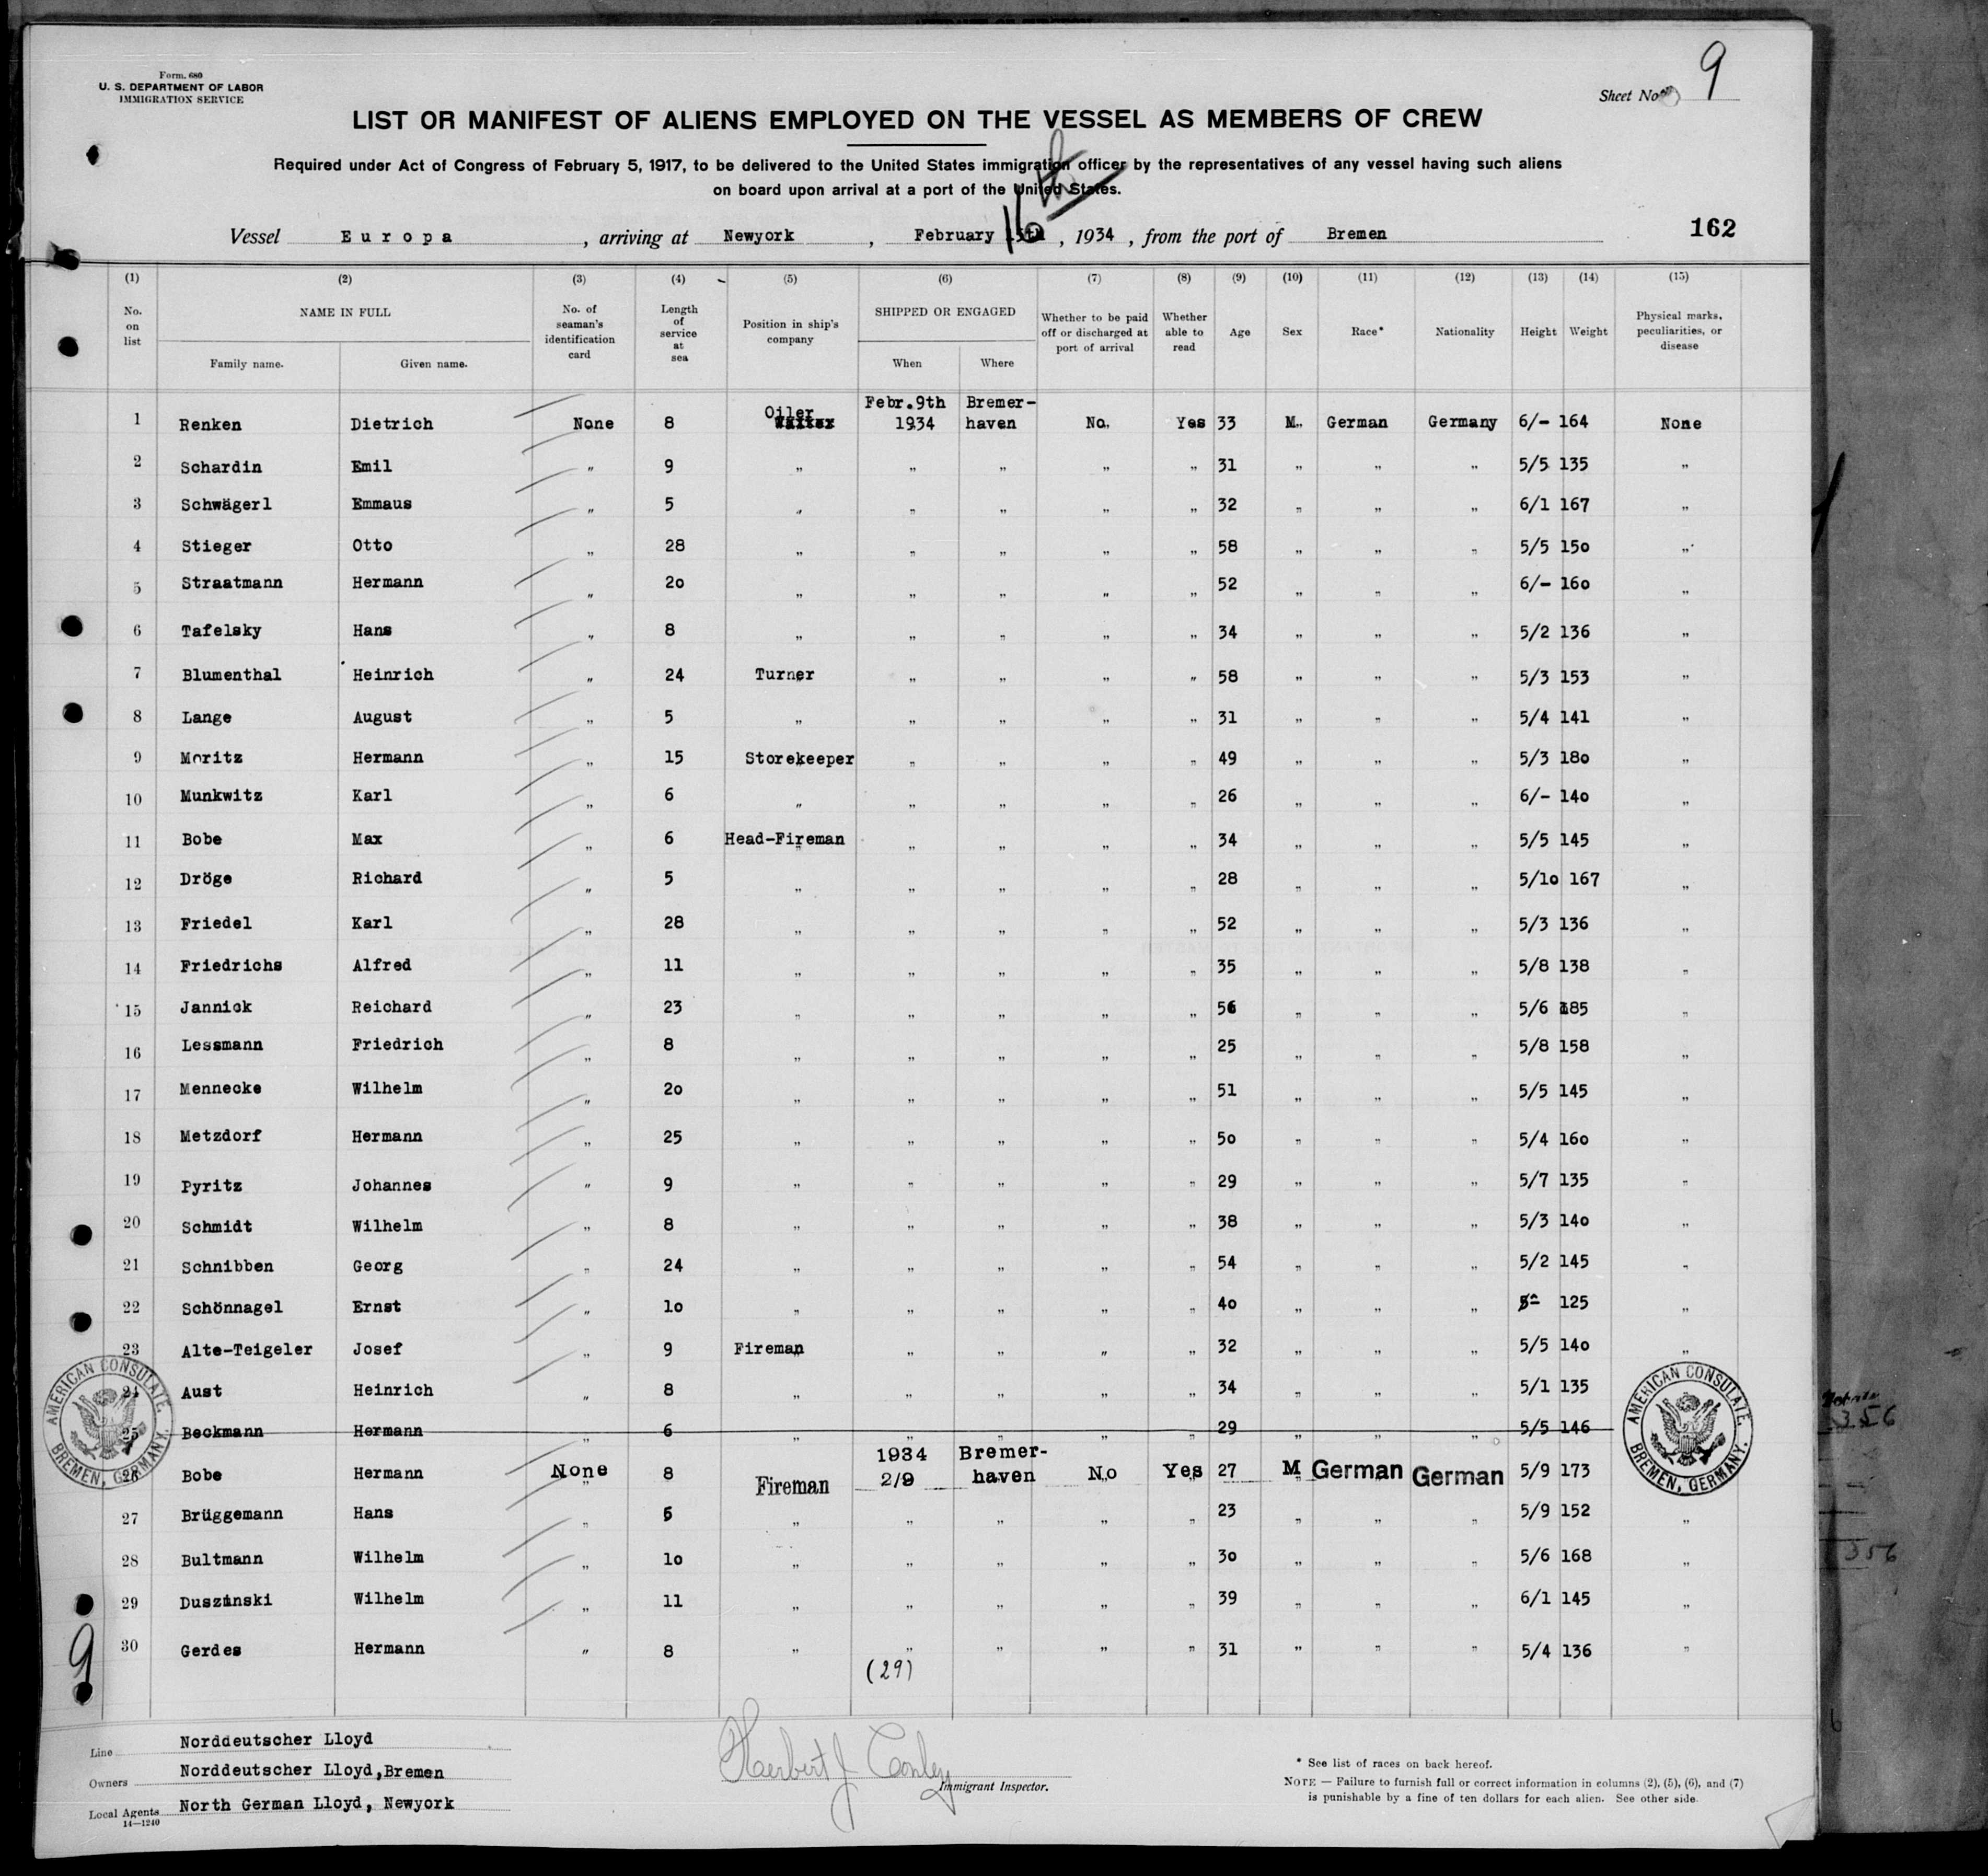 Form. 680
U. S. DEPARTMENT OF LABOR
IMMIGRATION SERVICE
Sheet No. 9
LIST OR MANIFEST OF ALIENS EMPLOYED ON THE VESSEL AS MEMBERS OF CREW
Required under Act of Congress of February 5, 1917, to be delivered to the United States immigration officer by the representatives of any vessel having such aliens
on board upon arrival at a port of the United States.
Vessel Europa, arriving at Newyork, February 16th, 1934, from the port of Bremen 162
(1) (2) (3) (4) (5) (6) (7) (8) (9) (10) (11) (12) (13) (14) (15)
No. on list NAME IN FULL Family name. Given name. No. of seaman's identification card Length of service at sea Position in ship's company SHIPPED OR ENGAGED When Where Whether to be paid off or discharged at port of arrival Whether able to read Age Sex Race* Nationality Height Weight Physical marks, peculiarities, or disease
1 Renken Dietrich None 8 Oiler Febr.9th 1934 Bremer-haven No. Yes 33 M. German Germany 6/- 164 None
2 Schardin Emil " 9 " " " " " 31 " " " 5/5 135 "
3 Schwägerl Emmaus " 5 " " " " " 32 " " " 6/1 167 "
4 Stieger Otto " 28 " " " " " 58 " " " 5/5 150 "
5 Straatmann Hermann " 20 " " " " " 52 " " " 6/- 160 "
6 Tafelsky Hans " 8 " " " " " 34 " " " 5/2 136 "
7 Blumenthal Heinrich " 24 Turner " " " " 58 " " " 5/3 153 "
8 Lange August " 5 " " " " " 31 " " " 5/4 141 "
9 Moritz Hermann " 15 Storekeeper " " " " 49 " " " 5/3 180 "
10 Munkwitz Karl " 6 " " " " " 26 " " " 6/- 140 "
11 Bobe Max " 6 Head-Fireman " " " " 34 " " " 5/5 145 "
12 Dröge Richard " 5 " " " " " 28 " " " 5/10 167 "
13 Friedel Karl " 28 " " " " " 52 " " " 5/3 136 "
14 Friedrichs Alfred " 11 " " " " " 35 " " " 5/8 138 "
15 Jannick Reichard " 23 " " " " " 56 " " " 5/6 185 "
16 Lessmann Friedrich " 8 " " " " " 25 " " " 5/8 158 "
17 Mennecke Wilhelm " 20 " " " " " 51 " " " 5/5 145 "
18 Metzdorf Hermann " 25 " " " " " 50 " " " 5/4 160 "
19 Pyritz Johannes " 9 " " " " " 29 " " " 5/7 135 "
20 Schmidt Wilhelm " 8 " " " " " 38 " " " 5/3 140 "
21 Schnibben Georg " 24 " " " " " 54 " " " 5/2 145 "
22 Schönnagel Ernst " 10 " " " " " 40 " " " 125 "
23 Alte-Teigeler Josef " 9 Fireman " " " " 32 " " " 5/5 140 "
24 Aust Heinrich " 8 " " " " " 34 " " " 5/1 135
25 Beckmann Hermann " 6 " " " " " 29 " " " 5/5 146
26 Bobe Hermann None 8 Fireman 1934 2/9 Bremer-haven No Yes 27 M German German 5/9 173
27 Brüggemann Hans " 5 " " " " " 23 " " " 5/9 152 "
28 Bultmann Wilhelm " 10 " " " " " 30 " " " 5/6 168 "
29 Duszinski Wilhelm " 11 " " " " " 39 " " " 6/1 145 "
30 Gerdes Hermann " 8 " " " " " 31 " " " 5/4 136 "
(29)
AMERICAN CONSULATE, BREMEN, GERMANY.
AMERICAN CONSULATE, BREMEN, GERMANY.
356
356
9
Line Norddeutscher Lloyd
Owners Norddeutscher Lloyd, Bremen
Local Agents North German Lloyd, Newyork
14—1240
Herbert J Conley
Immigrant Inspector.
* See list of races on back hereof.
NOTE — Failure to furnish full or correct information in columns (2), (5), (6), and (7)
is punishable by a fine of ten dollars for each alien. See other side.